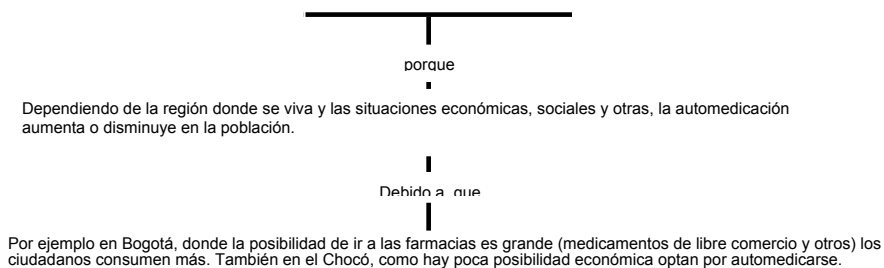 porque
Dependiendo de la región donde se viva y las situaciones económicas, sociales y otras, la automedicación
aumenta o disminuye en la población.
Debido a que
Por ejemplo en Bogotá, donde la posibilidad de ir a las farmacias es grande (medicamentos de libre comercio y otros) los
ciudadanos consumen más. También en el Chocó, como hay poca posibilidad económica optan por automedicarse.